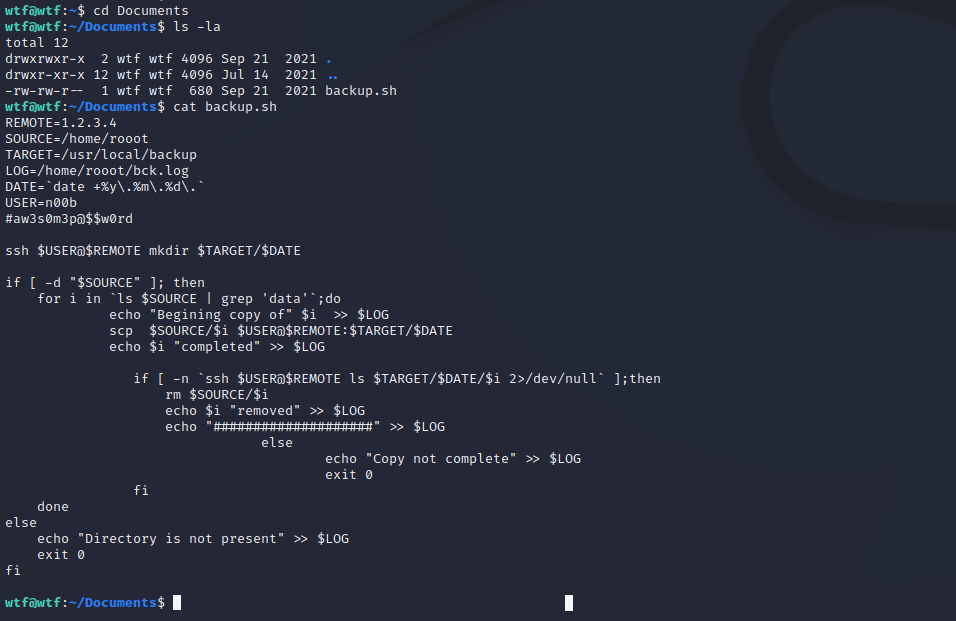 wtf@wtf:~$ cd Documents
wtf@wtf:~/Documents$ ls -la
total 12
drwxrwxr-x  2 wtf wtf 4096 Sep 21  2021 .
drwxr-xr-x 12 wtf wtf 4096 Jul 14  2021 ..
-rw-rw-r--  1 wtf wtf  680 Sep 21  2021 backup.sh
wtf@wtf:~/Documents$ cat backup.sh
REMOTE=1.2.3.4
SOURCE=/home/rooot
TARGET=/usr/local/backup
LOG=/home/rooot/bck.log
DATE=`date +%y\.%m\.%d\.`
USER=n00b
#aw3s0m3p@$$w0rd

ssh $USER@$REMOTE mkdir $TARGET/$DATE

if [ -d "$SOURCE" ]; then
    for i in `ls $SOURCE | grep 'data'`;do
             echo "Begining copy of" $i  >> $LOG
             scp  $SOURCE/$i $USER@$REMOTE:$TARGET/$DATE
             echo $i "completed" >> $LOG

                if [ -n `ssh $USER@$REMOTE ls $TARGET/$DATE/$i 2>/dev/null` ];then
                    rm $SOURCE/$i
                    echo $i "removed" >> $LOG
                    echo "####################" >> $LOG
                                else
                                        echo "Copy not complete" >> $LOG
                                        exit 0
                fi
    done
else
    echo "Directory is not present" >> $LOG
    exit 0
fi

wtf@wtf:~/Documents$